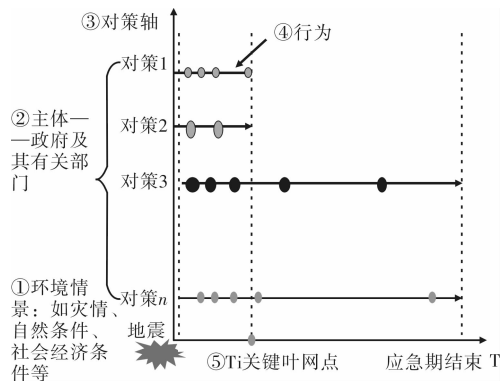 ③对策轴
④行为
对策1
②主体—
—政府及
其有关部
门
对策2
对策3
①环境情
景：如灾情、
自然条件、
社会经济条
件等
对策n
地震
⑤Ti关键叶网点
应急期结束 T